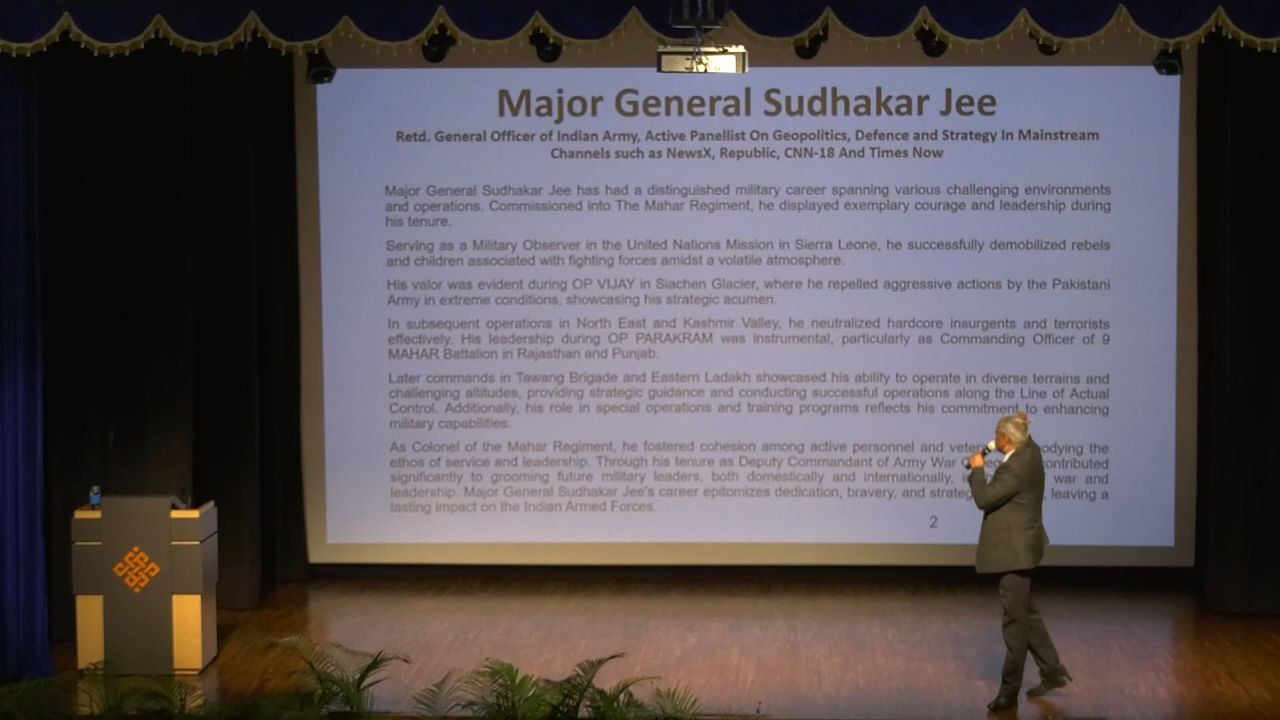 Major General Sudhakar Jee
Retd. General Officer of Indian Army, Active Panellist On Geopolitics, Defence and Strategy In Mainstream
Channels such as NewsX, Republic, CNN-18 And Times Now
Major General Sudhakar Jee has had a distinguished military career spanning various challenging environments
and operations. Commissioned into The Mahar Regiment, he displayed exemplary courage and leadership during
his tenure.
Serving as a Military Observer in the United Nations Mission in Sierra Leone, he successfully demobilized rebels
and children associated with fighting forces amidst a volatile atmosphere.
His valor was evident during OP VIJAY in Siachen Glacier, where he repelled aggressive actions by the Pakistani
Army in extreme conditions, showcasing his strategic acumen.
In subsequent operations in North East and Kashmir Valley, he neutralized hardcore insurgents and terrorists
effectively. His leadership during OP PARAKRAM was instrumental, particularly as Commanding Officer of 9
MAHAR Battalion in Rajasthan and Punjab.
Later commands in Tawang Brigade and Eastern Ladakh showcased his ability to operate in diverse terrains and
challenging altitudes, providing strategic guidance and conducting successful operations along the Line of Actual
Control. Additionally, his role in special operations and training programs reflects his commitment to enhancing
military capabilities.
As Colonel of the Mahar Regiment, he fostered cohesion among active personnel and the
ethos of service and leadership. Through his tenure as Deputy Commandant of Army War
significantly to grooming future military leaders, both domestically and internationally, war and
leadership. Major General Sudhakar Jee's career epitomizes dedication, bravery, and leaving a
lasting impact on the Indian Armed Forces.
2